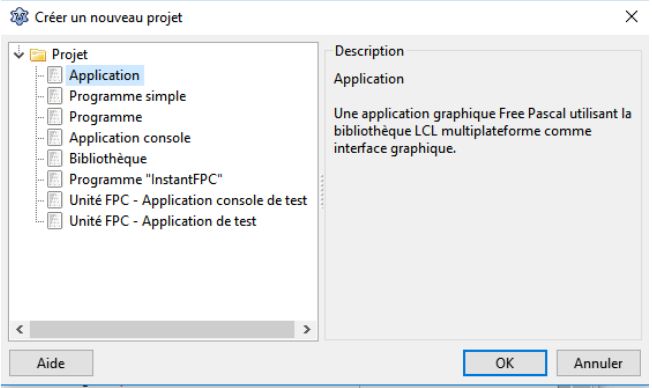 Créer un nouveau projet
Projet
Application
Programme simple
Programme
Application console
Bibliothèque
Programme "InstantFPC"
Unité FPC - Application console de test
Unité FPC - Application de test
Description
Application
Une application graphique Free Pascal utilisant la
bibliothèque LCL multiplateforme comme
interface graphique.
Aide
OK
Annuler